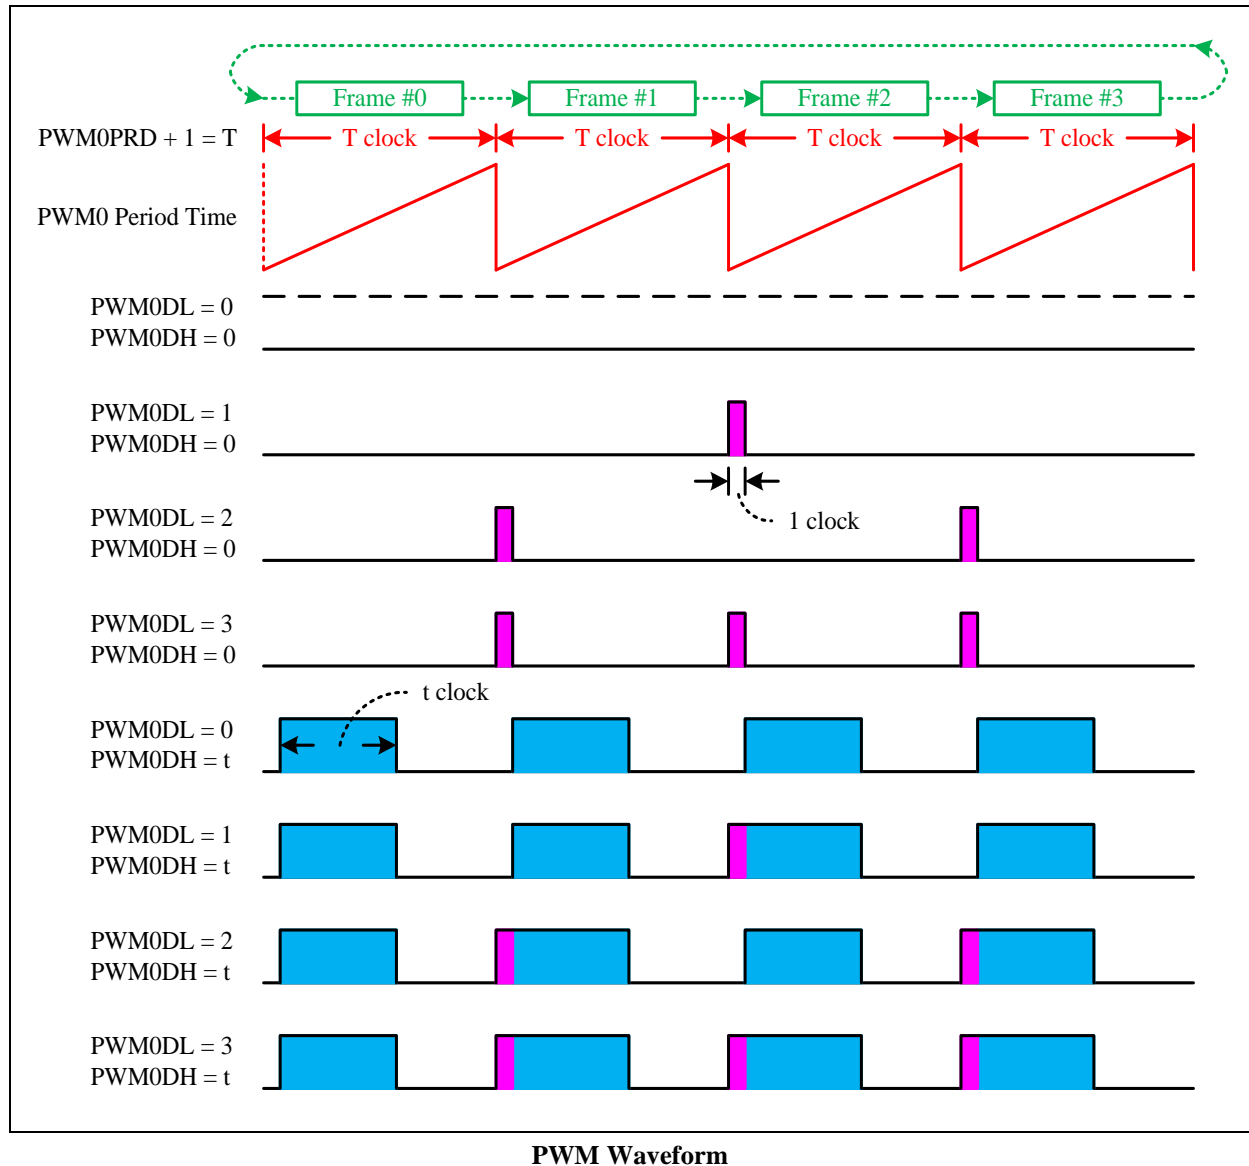 Frame #0 Frame #1 Frame #2 Frame #3
PWM0PRD + 1 = T T clock T clock T clock T clock
PWM0 Period Time
PWM0DL = 0
PWM0DH = 0
PWM0DL = 1
PWM0DH = 0
1 clock
PWM0DL = 2
PWM0DH = 0
PWM0DL = 3
PWM0DH = 0
t clock
PWM0DL = 0
PWM0DH = t
PWM0DL = 1
PWM0DH = t
PWM0DL = 2
PWM0DH = t
PWM0DL = 3
PWM0DH = t
PWM Waveform